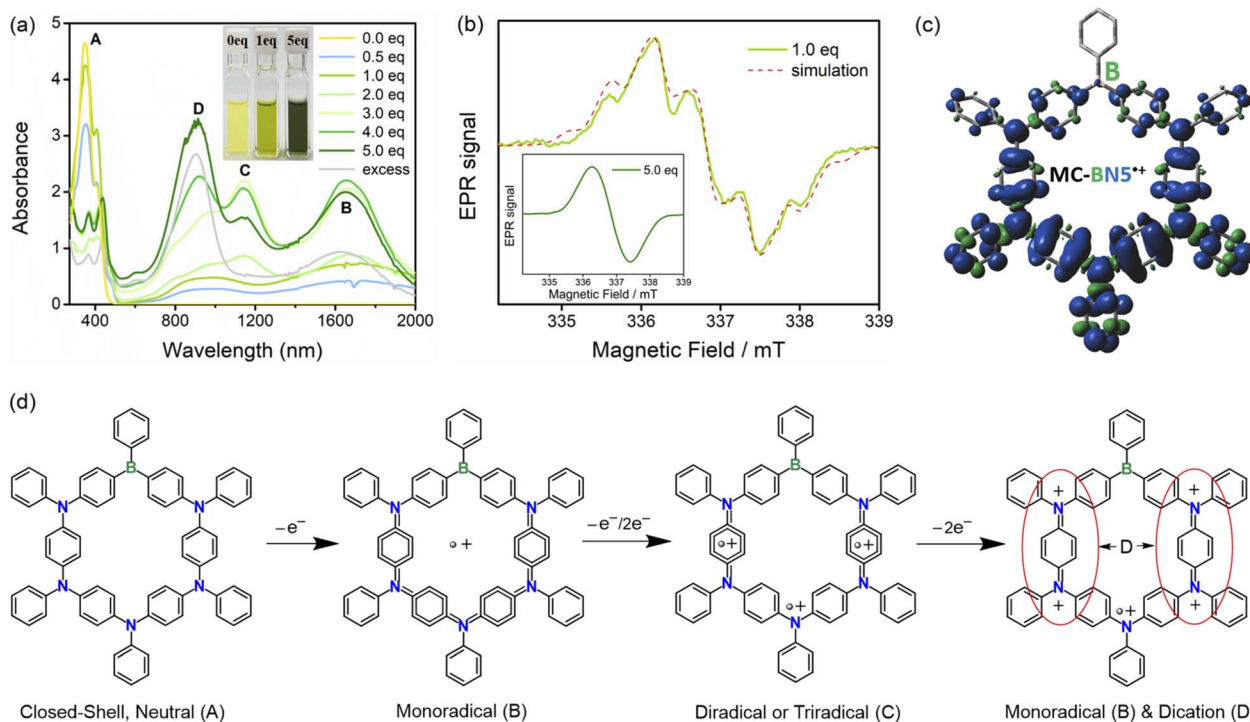 (a)
5
4
3
2
1
0
Absorbance
400
800
1200
1600
2000
Wavelength (nm)
A
D
C
B
0eq
1eq
5eq
0.0 eq
0.5 eq
1.0 eq
2.0 eq
3.0 eq
4.0 eq
5.0 eq
excess
(b)
EPR signal
1.0 eq
simulation
5.0 eq
EPR signal
335
336
337
338
339
Magnetic Field / mT
335
336
337
338
339
Magnetic Field / mT
(c)
B
MC-BN5•+
(d)
B
N
N
N
N
N
−e⁻
•+
B
N
N
N
N
N
−e⁻/2e⁻
B
N
N
•+
•+
N
N
•+
N
−2e⁻
B
+
+
N
N
D
N
N
+
+
•+
N
Closed-Shell, Neutral (A)
Monoradical (B)
Diradical or Triradical (C)
Monoradical (B) & Dication (D)